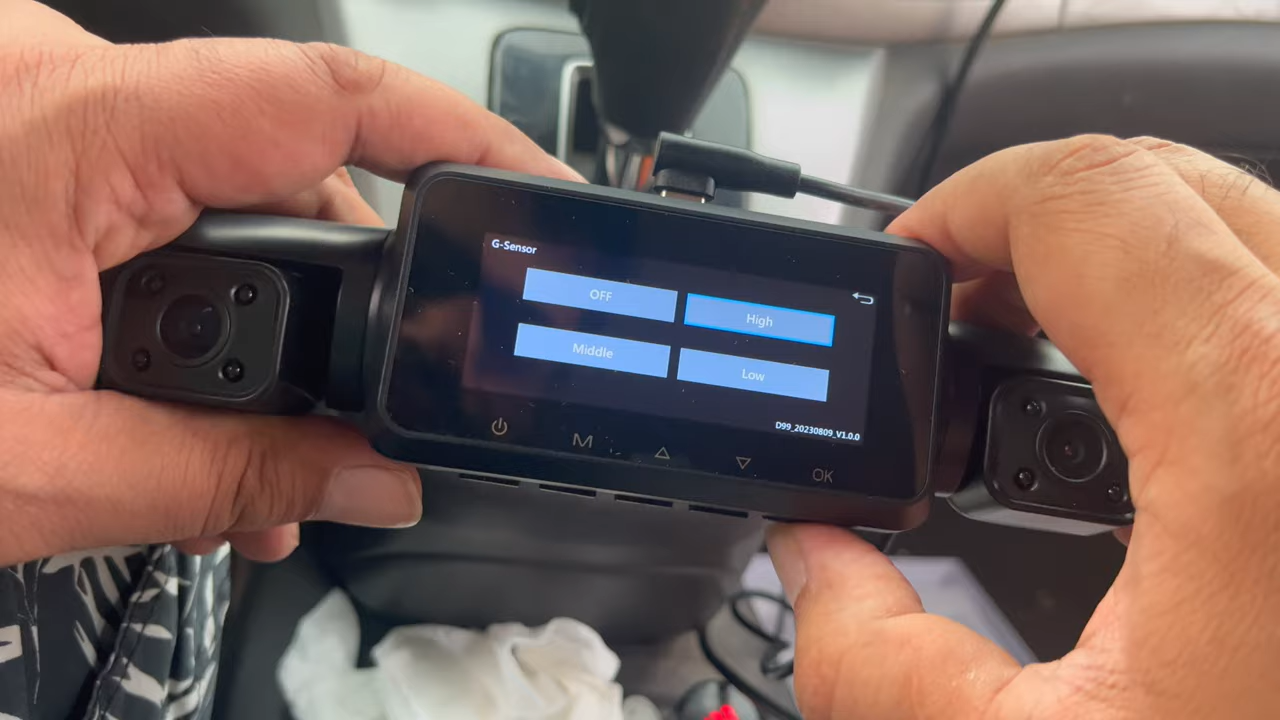 G-Sensor
OFF
High
Middle
Low
D99_20230809_V1.0.0
M
OK